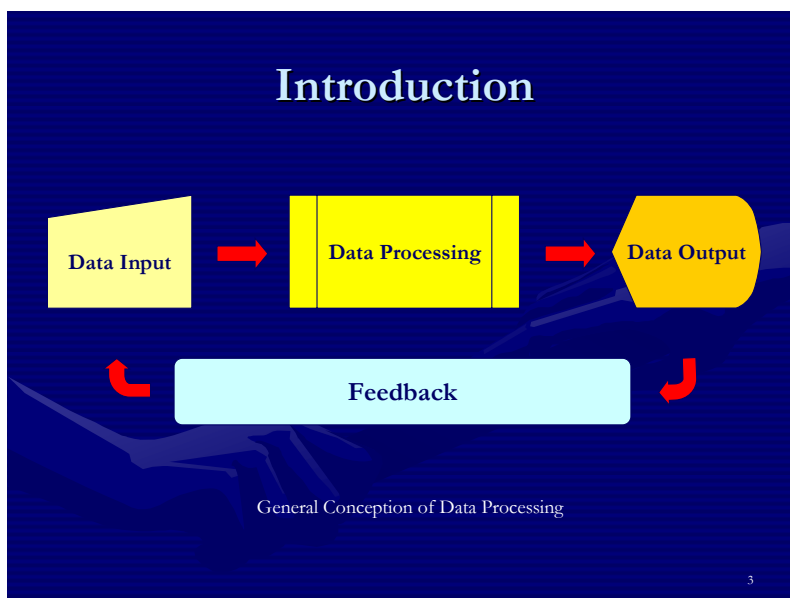 Introduction
Data Input
Data Processing
Data Output
Feedback
General Conception of Data Processing
3